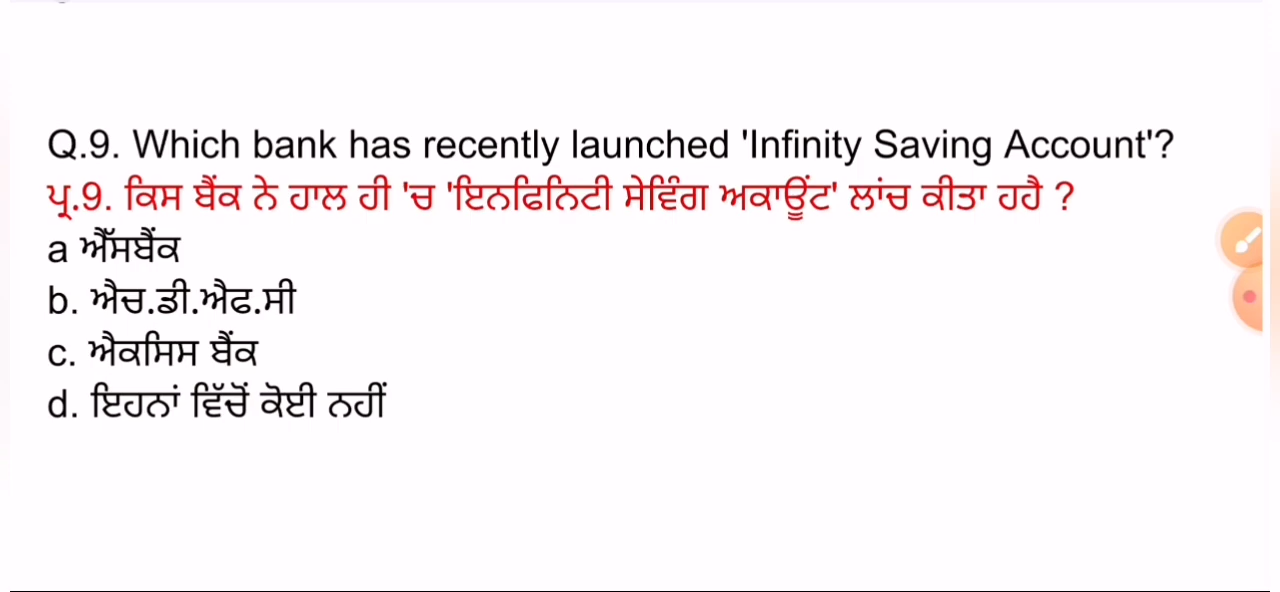 Q.9. Which bank has recently launched 'Infinity Saving Account'?
ਪ੍ਰ.9. ਕਿਸ ਬੈਂਕ ਨੇ ਹਾਲ ਹੀ 'ਚ 'ਇਨਫਿਨਿਟੀ ਸੇਵਿੰਗ ਅਕਾਊਂਟ' ਲਾਂਚ ਕੀਤਾ ਹਹੈ ?
a ਐੱਸਬੈਂਕ
b. ਐਚ.ਡੀ.ਐਫ.ਸੀ
c. ਐਕਸਿਸ ਬੈਂਕ
d. ਇਹਨਾਂ ਵਿੱਚੋਂ ਕੋਈ ਨਹੀਂ